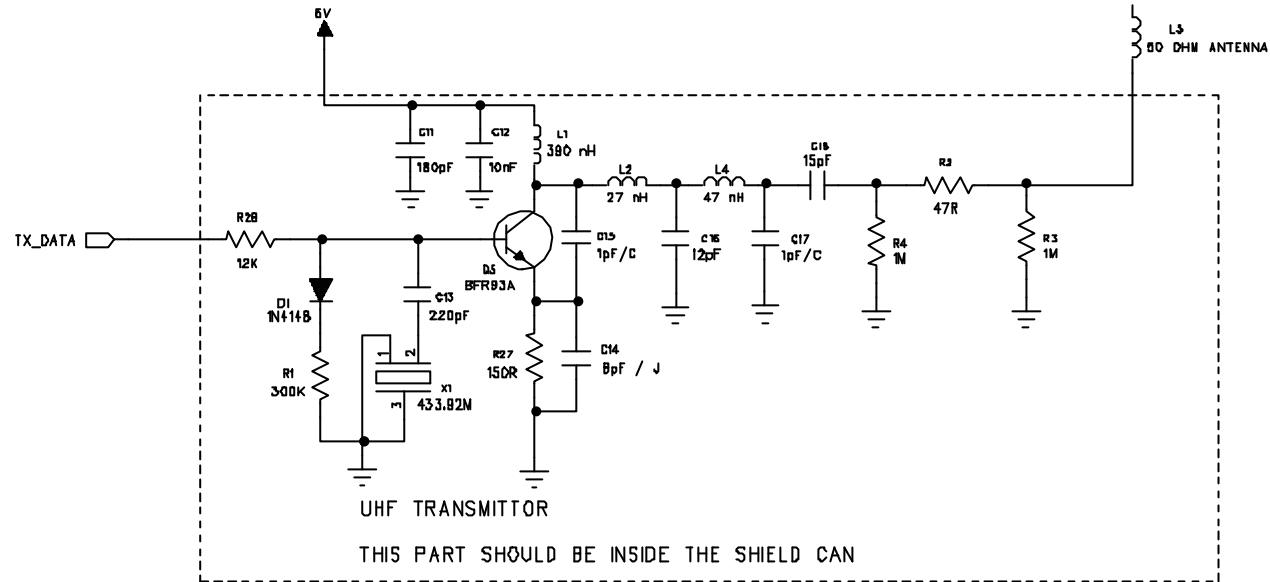 6V
L3
50 OHM ANTENNA
C11
180pF
C12
10nF
L1
390 nH
C18
15pF
L2
27 nH
L4
47 nH
R2
47R
TX_DATA
R28
12K
C15
1pF/C
C16
12pF
C17
1pF/C
R4
1M
R3
1M
BFR93A
D1
1N4148
C13
220pF
1
2
R27
150R
C14
8pF / J
R1
300K
X1
3
433.92M
UHF TRANSMITTOR
THIS PART SHOULD BE INSIDE THE SHIELD CAN